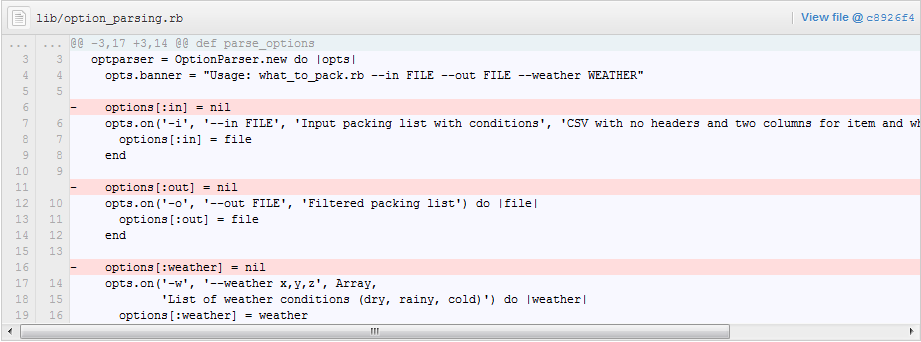 lib/option_parsing.rb View file @ c8926f4
... ... @@ -3,17 +3,14 @@ def parse_options
3 3 optparser = OptionParser.new do |opts|
4 4 opts.banner = "Usage: what_to_pack.rb --in FILE --out FILE --weather WEATHER"
5 5
6 - options[:in] = nil
7 6 opts.on('-i', '--in FILE', 'Input packing list with conditions', 'CSV with no headers and two columns for item and
8 7 options[:in] = file
9 8 end
10 9
11 - options[:out] = nil
12 10 opts.on('-o', '--out FILE', 'Filtered packing list') do |file|
13 11 options[:out] = file
14 12 end
15 13
16 - options[:weather] = nil
17 14 opts.on('-w', '--weather x,y,z', Array,
18 15 'List of weather conditions (dry, rainy, cold)') do |weather|
19 16 options[:weather] = weather